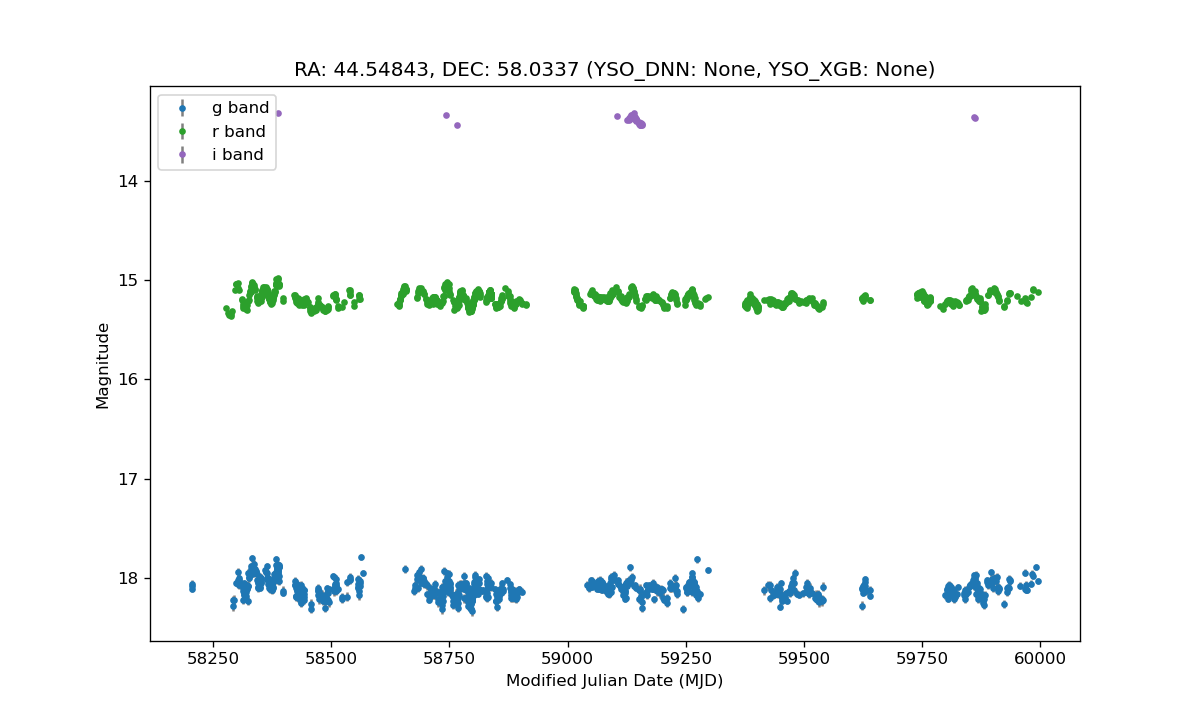 RA: 44.54843, DEC: 58.0337 (YSO_DNN: None, YSO_XGB: None)
g band
r band
i band
14
15
16
17
18
Magnitude
58250 58500 58750 59000 59250 59500 59750 60000
Modified Julian Date (MJD)